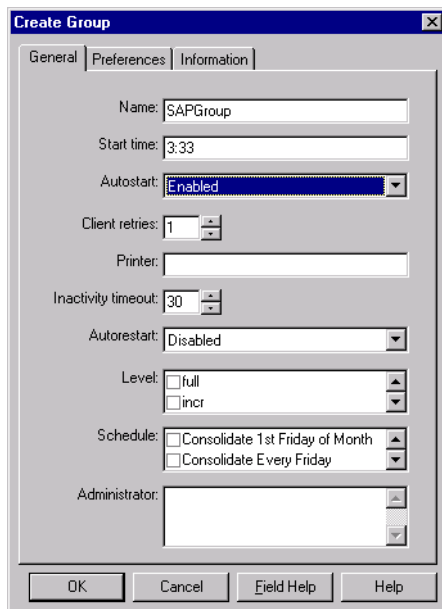 Create Group
General Preferences Information
Name: SAPGroup
Start time: 3:33
Autostart: Enabled
Client retries: 1
Printer:
Inactivity timeout: 30
Autorestart: Disabled
Level: full
incr
Schedule: Consolidate 1st Friday of Month
Consolidate Every Friday
Administrator:
OK Cancel Field Help Help